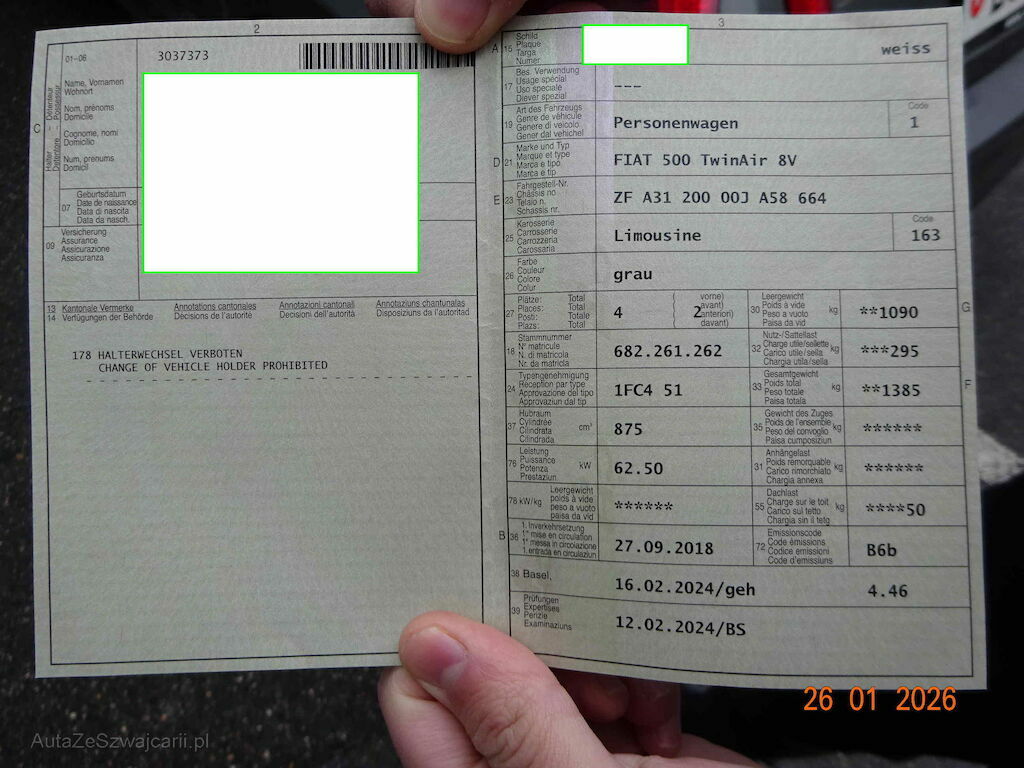 2
3
01–06
3037373
Name, Vornamen
Wohnort
Nom, prénoms
Domicile
Cognome, nomi
Domicilio
Num, prenums
Domicil
C
Halter
Détenteur
Detentore
Possessur
07
Geburtsdatum
Date de naissance
Data di nascita
Data da nasch.
09
Versicherung
Assurance
Assicurazione
Assicuranza
13 Kantonale Vermerke
Annotations cantonales
Annotazioni cantonali
Annotaziuns chantunalas
14 Verfügungen der Behörde
Décisions de l'autorité
Decisioni dell'autorità
Disposiziuns da l'autoritad
178 HALTERWECHSEL VERBOTEN
CHANGE OF VEHICLE HOLDER PROHIBITED
A 15
Schild
Plaque
Targa
Numer
weiss
17
Bes. Verwendung
Usage spécial
Uso speciale
Diever spezial
---
19
Art des Fahrzeugs
Genre de véhicule
Genere di veicolo
Gener dal vehichel
Personenwagen
Code
1
D 21
Marke und Typ
Marque et type
Marca e tipo
Marca e tip
FIAT 500 TwinAir 8V
E 23
Fahrgestell-Nr.
Châssis no
Telaio n.
Schassis nr.
ZF A31 200 00J A58 664
25
Karosserie
Carrosserie
Carrozzeria
Carossaria
Limousine
Code
163
26
Farbe
Couleur
Colore
Colur
grau
27
Plätze: Total
Places: Total
Posti: Totale
Plazs: Total
4
( vorne)
( avant)
( anteriori)
( davant)
2
30
Leergewicht
Poids à vide
Peso a vuoto
Paisa da vid
kg
**1090
G
18
Stammnummer
N° matricule
N. di matricola
Nr. da matricla
682.261.262
32
Nutz-/Sattellast
Charge utile/sellette
Carico utile/sella
Chargia utila/sella
kg
***295
24
Typengenehmigung
Réception par type
Approvazione del tipo
Approvaziun dal tip
1FC4 51
33
Gesamtgewicht
Poids total
Peso totale
Paisa totala
kg
**1385
F
37
Hubraum
Cylindrée
Cilindrata
Cilindrada
cm³
875
35
Gewicht des Zuges
Poids de l'ensemble
Peso del convoglio
Paisa cumposiziun
kg
******
76
Leistung
Puissance
Potenza
Prestaziun
kW
62.50
31
Anhängelast
Poids remorquable
Carico rimorchiato
Chargia annexa
kg
******
78 kW/kg
Leergewicht
poids à vide
peso a vuoto
paisa da vid
******
55
Dachlast
Charge sur le toit
Carico sul tetto
Chargia sin il tetg
kg
****50
B 36
1. Inverkehrsetzung
1re mise en circulation
1a messa in circolazione
1. entrada en circulaziun
27.09.2018
72
Emissionscode
Code émissions
Codice emissioni
Code d'emissiuns
B6b
38 Basel,
16.02.2024/geh
4.46
39
Prüfungen
Expertises
Perizie
Examinaziuns
12.02.2024/BS
26 01 2026
AutaZeSzwajcarii.pl